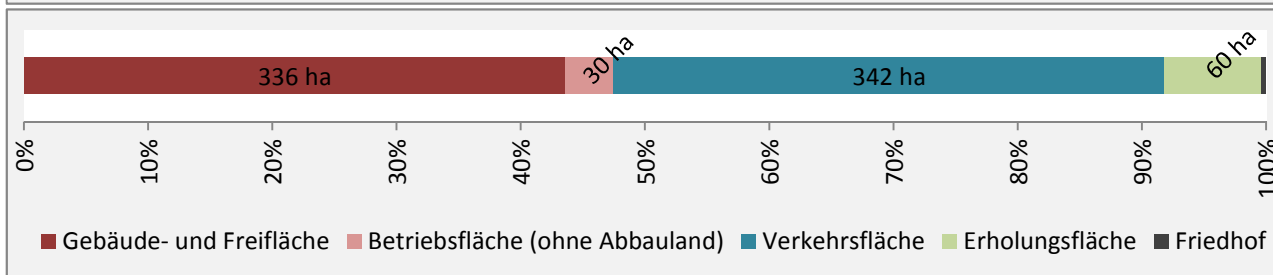 336 ha 30 ha 342 ha 60 ha
0% 10% 20% 30% 40% 50% 60% 70% 80% 90% 100%
Gebäude- und Freifläche Betriebsfläche (ohne Abbauland) Verkehrsfläche Erholungsfläche Friedhof